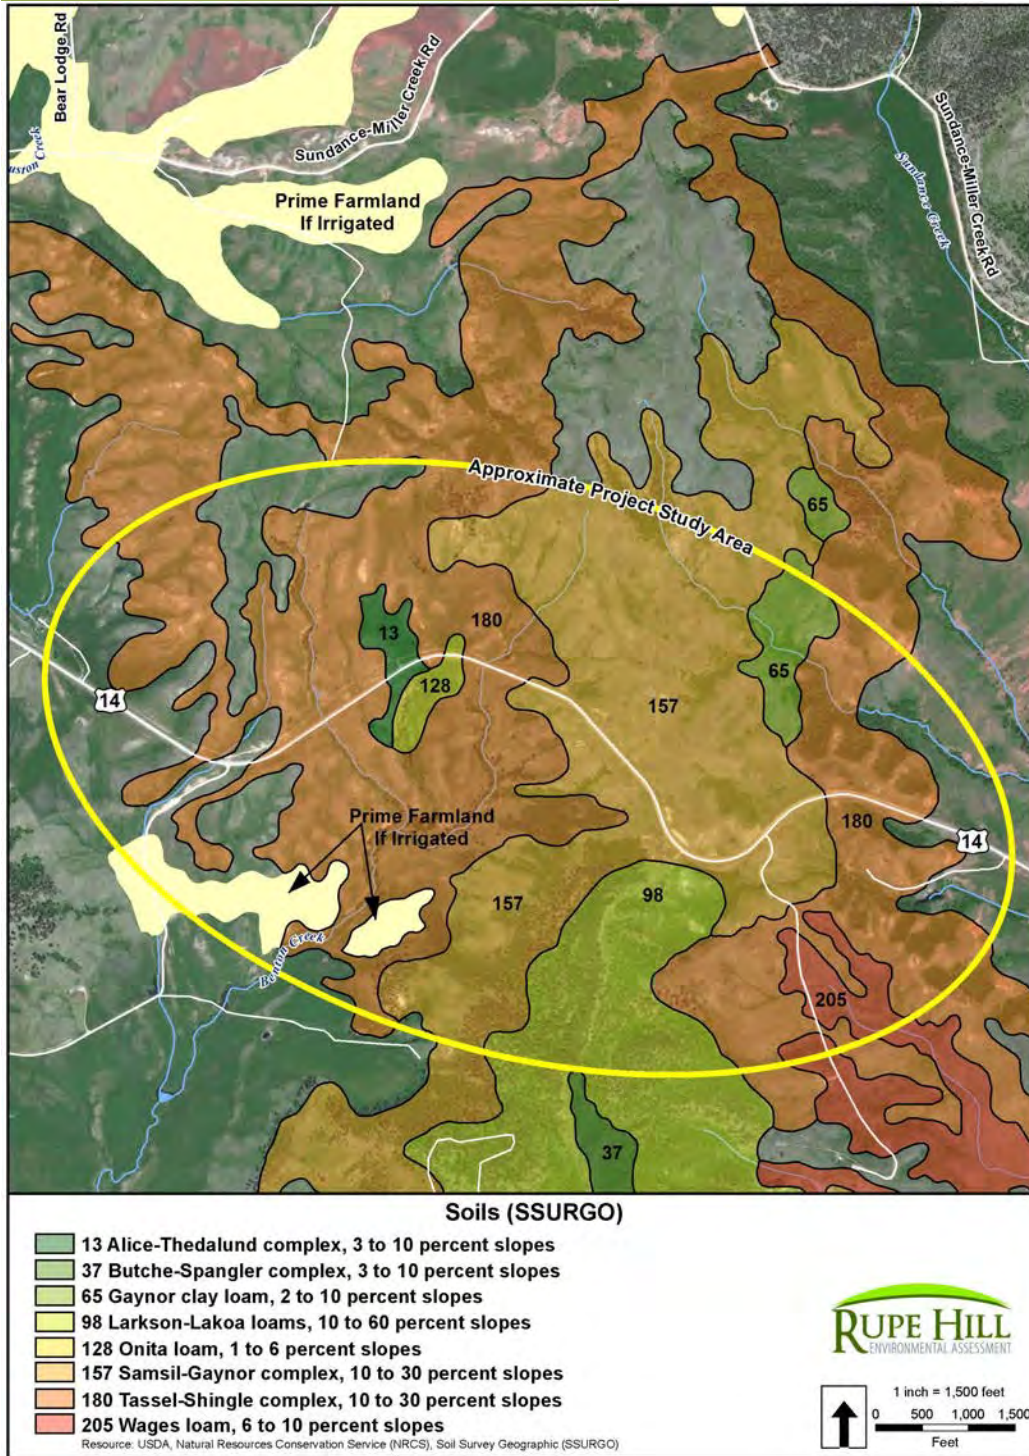 Bear Lodge Rd
Sundance-Miller Creek Rd
Sundance-Miller Creek Rd
Sundance Creek
uston Creek
Prime Farmland
If Irrigated
Approximate Project Study Area
65
13
180
128
65
157
14
Prime Farmland
If Irrigated
180
14
157
98
Benton Creek
205
37
Soils (SSURGO)
13 Alice-Thedalund complex, 3 to 10 percent slopes
37 Butche-Spangler complex, 3 to 10 percent slopes
65 Gaynor clay loam, 2 to 10 percent slopes
98 Larkson-Lakoa loams, 10 to 60 percent slopes
128 Onita loam, 1 to 6 percent slopes
157 Samsil-Gaynor complex, 10 to 30 percent slopes
180 Tassel-Shingle complex, 10 to 30 percent slopes
205 Wages loam, 6 to 10 percent slopes
Resource: USDA, Natural Resources Conservation Service (NRCS), Soil Survey Geographic (SSURGO)
RUPE HILL
ENVIRONMENTAL ASSESSMENT
1 inch = 1,500 feet
0 500 1,000 1,500
Feet